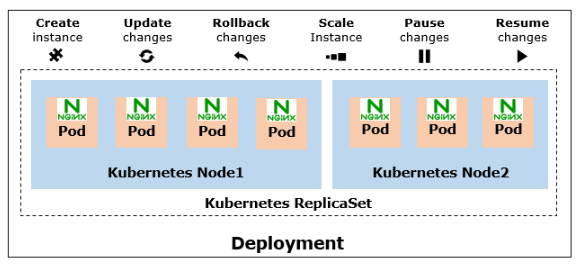 Create Update Rollback Scale Pause Resume
instance changes changes Instance changes changes
N N N N N N N
NGiNX NGiNX NGiNX NGiNX NGiNX NGiNX NGiNX
Pod Pod Pod Pod Pod Pod Pod
Kubernetes Node1 Kubernetes Node2
Kubernetes ReplicaSet
Deployment